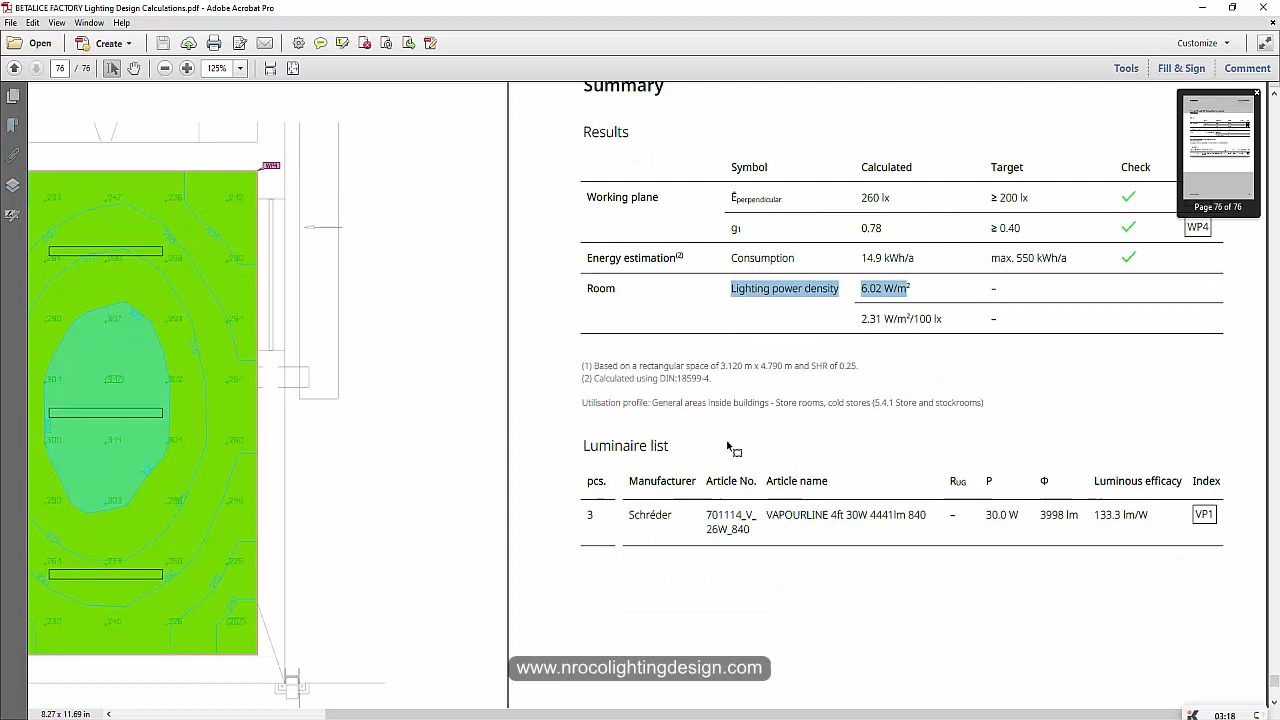 BETALICE FACTORY Lighting Design Calculations.pdf - Adobe Acrobat Pro
File Edit View Window Help
Open Create Customize
76 / 76 125% Tools Fill & Sign Comment
Summary
Results
Symbol Calculated Target Check
Working plane Ēperpendicular 260 lx ≥ 200 lx
g₁ 0.78 ≥ 0.40 WP4
Energy estimation⁽²⁾ Consumption 14.9 kWh/a max. 550 kWh/a
Room Lighting power density 6.02 W/m² –
2.31 W/m²/100 lx –
(1) Based on a rectangular space of 3.120 m x 4.790 m and SHR of 0.25.
(2) Calculated using DIN:18599-4.
Utilisation profile: General areas inside buildings - Store rooms, cold stores (5.4.1 Store and stockrooms)
Luminaire list
pcs. Manufacturer Article No. Article name RUG P Φ Luminous efficacy Index
3 Schréder 701114_V_ VAPOURLINE 4ft 30W 4441lm 840 – 30.0 W 3998 lm 133.3 lm/W VP1
26W_840
Page 76 of 76
WP4
247
307
314
303
240
www.nrocolightingdesign.com
8.27 x 11.69 in
03:18